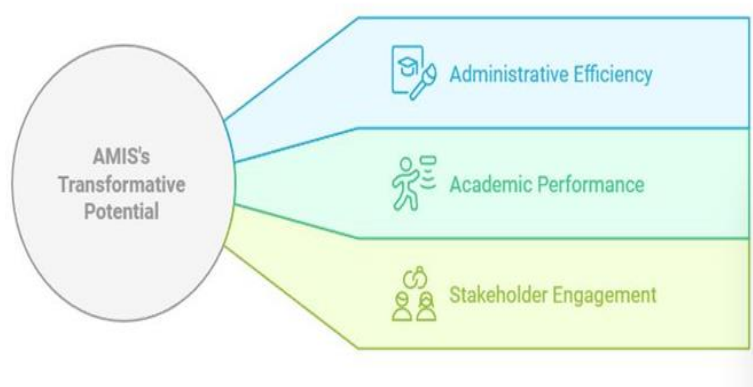 AMIS's
Transformative
Potential
Administrative Efficiency
Academic Performance
Stakeholder Engagement